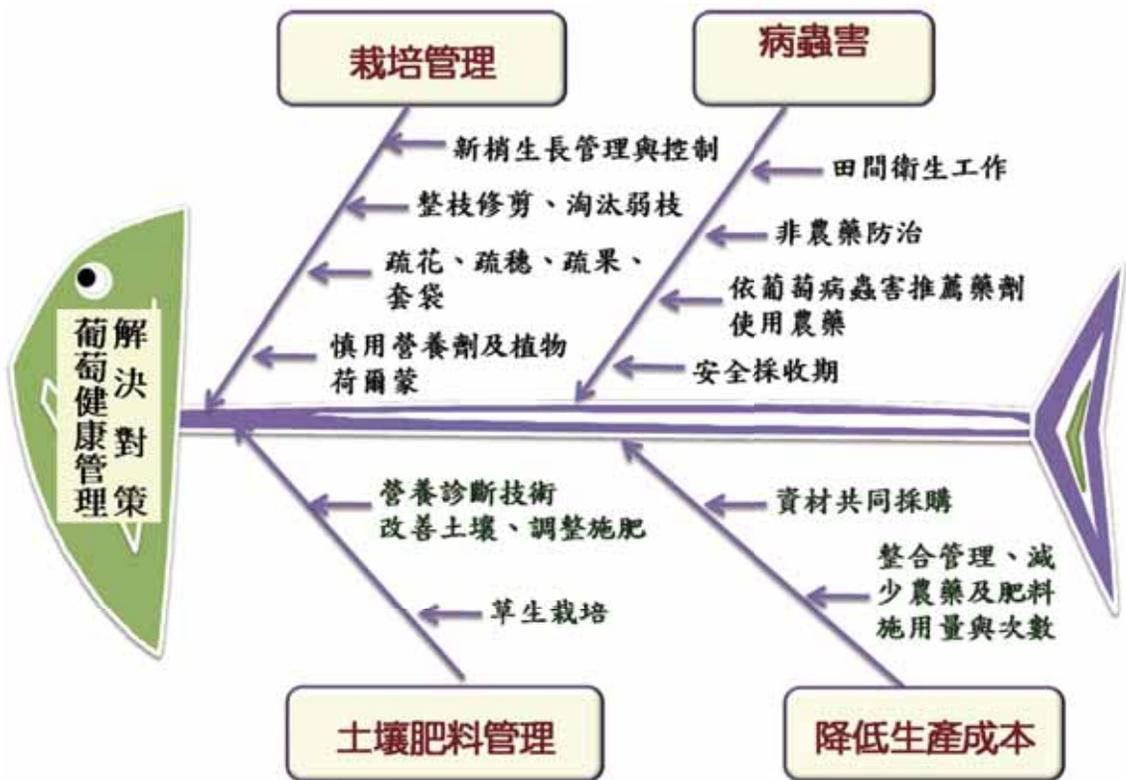 栽培管理
新梢生長管理與控制
整枝修剪、淘汰弱枝
疏花、疏穗、疏果、
套袋
慎用營養劑及植物
荷爾蒙
病蟲害
田間衛生工作
非農藥防治
依葡萄病蟲害推薦藥劑
使用農藥
安全採收期
葡萄健康管理
解決對策
營養診斷技術
改善土壤、調整施肥
草生栽培
土壤肥料管理
資材共同採購
整合管理、減
少農藥及肥料
施用量與次數
降低生產成本